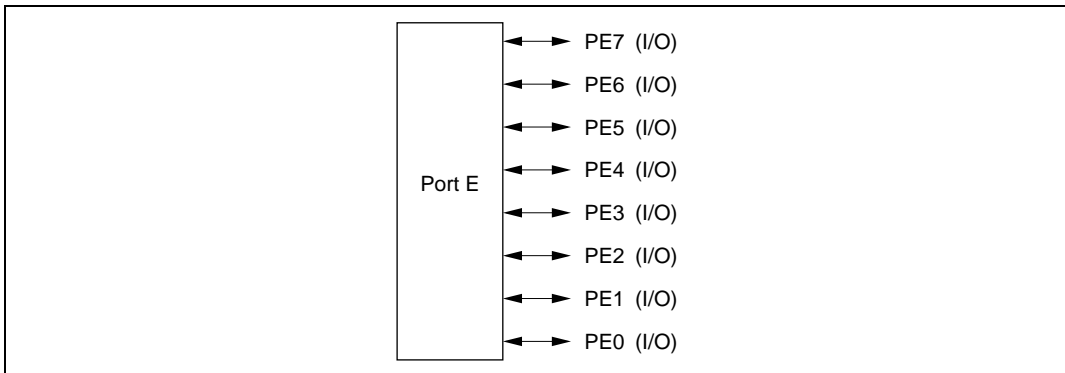 PE7 (I/O)
PE6 (I/O)
PE5 (I/O)
PE4 (I/O)
Port E
PE3 (I/O)
PE2 (I/O)
PE1 (I/O)
PE0 (I/O)